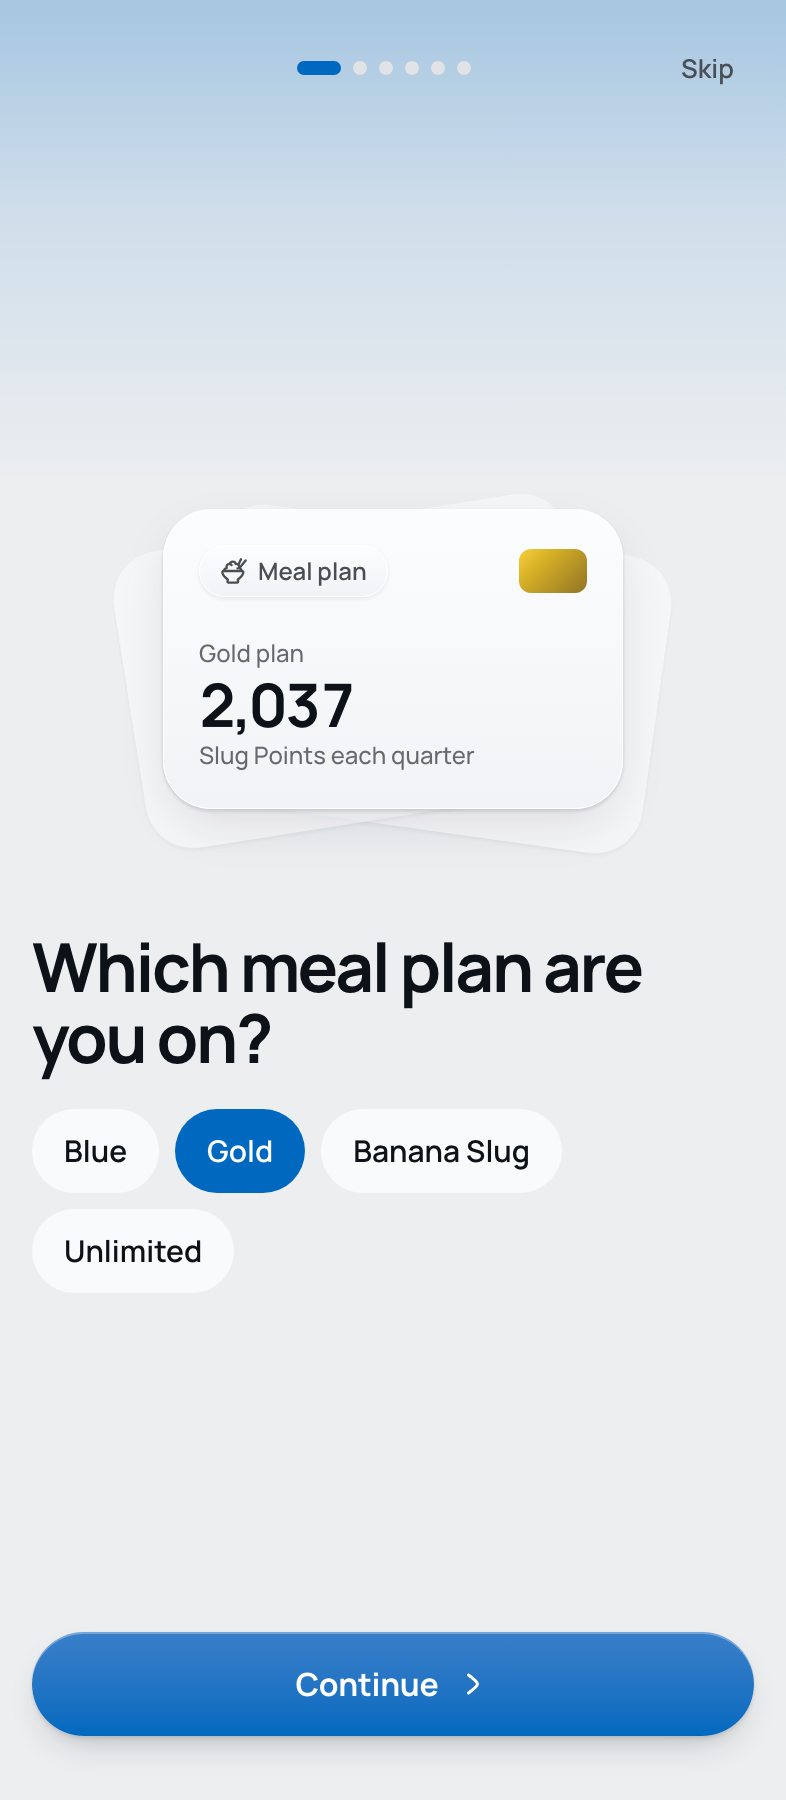 Skip
Meal plan
Gold plan
2,037
Slug Points each quarter
Which meal plan are
you on?
Blue
Gold
Banana Slug
Unlimited
Continue